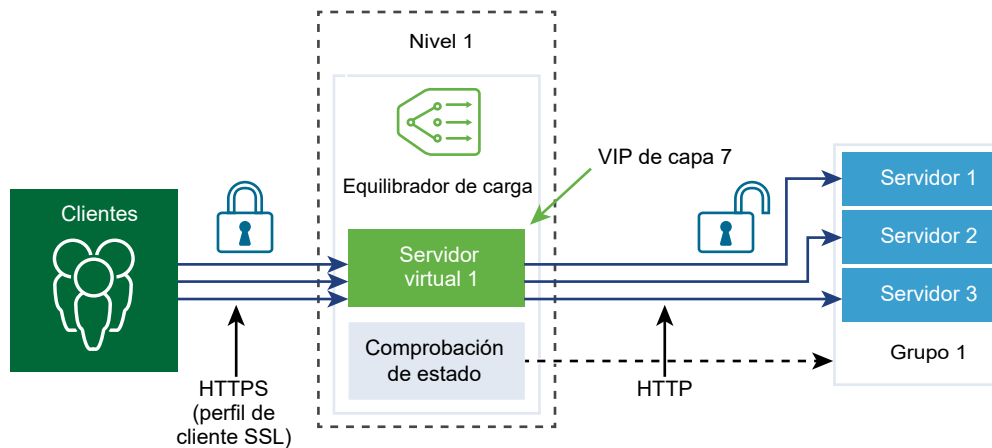 Nivel 1
Equilibrador de carga
VIP de capa 7
Clientes
Servidor
virtual 1
Servidor 1
Servidor 2
Servidor 3
Grupo 1
Comprobación
de estado
HTTPS
(perfil de
cliente SSL)
HTTP